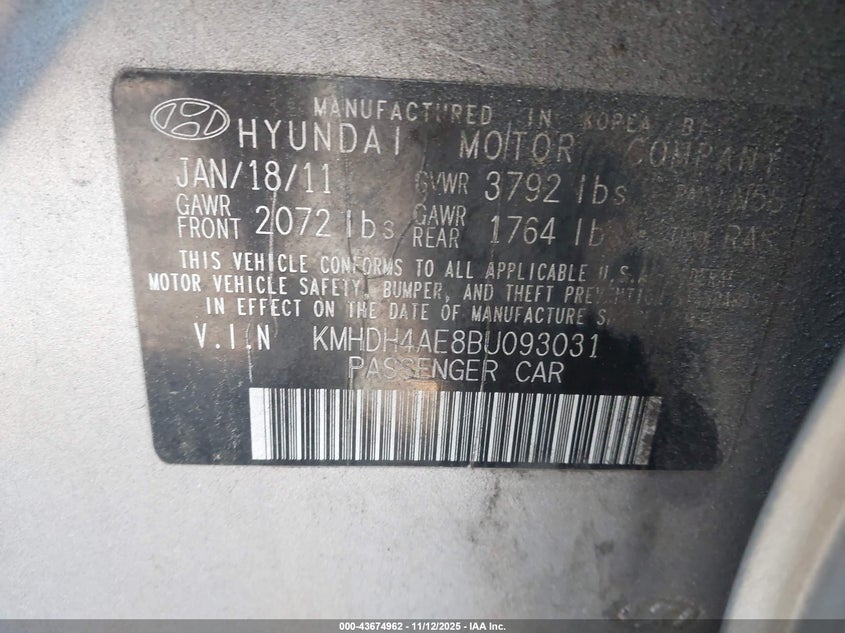 MANUFACTURED IN KOREA
HYUNDAI MOTOR COMPANY
JAN/18/11 GVWR 3792 lbs
GAWR FRONT 2072 lbs GAWR REAR 1764 lb
THIS VEHICLE CONFORMS TO ALL APPLICABLE U.S.
MOTOR VEHICLE SAFETY, BUMPER, AND THEFT PREVENTION
IN EFFECT ON THE DATE OF MANUFACTURE
V.I.N KMHDH4AE8BU093031
PASSENGER CAR
000-43674962 - 11/12/2025 - IAA Inc.